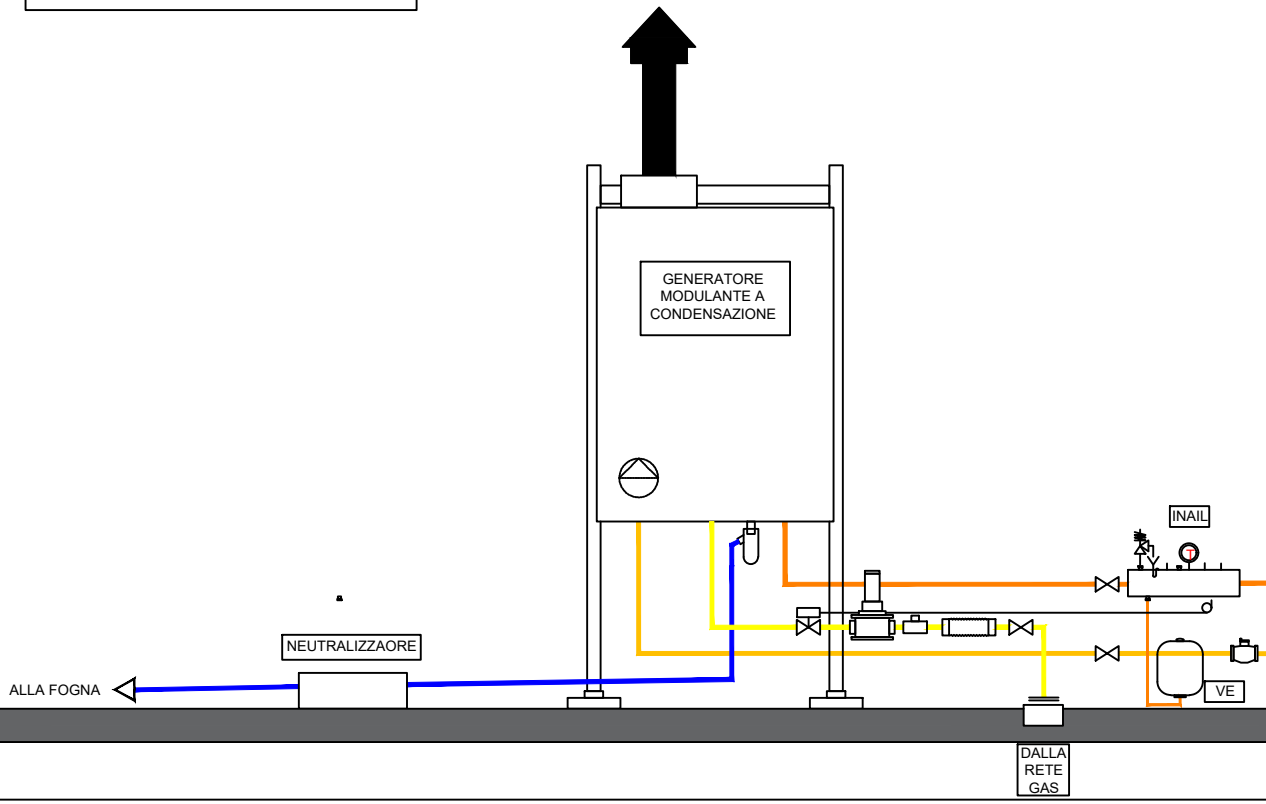 GENERATORE
MODULANTE A
CONDENSAZIONE
INAIL
T
NEUTRALIZZAORE
ALLA FOGNA
VE
DALLA
RETE
GAS